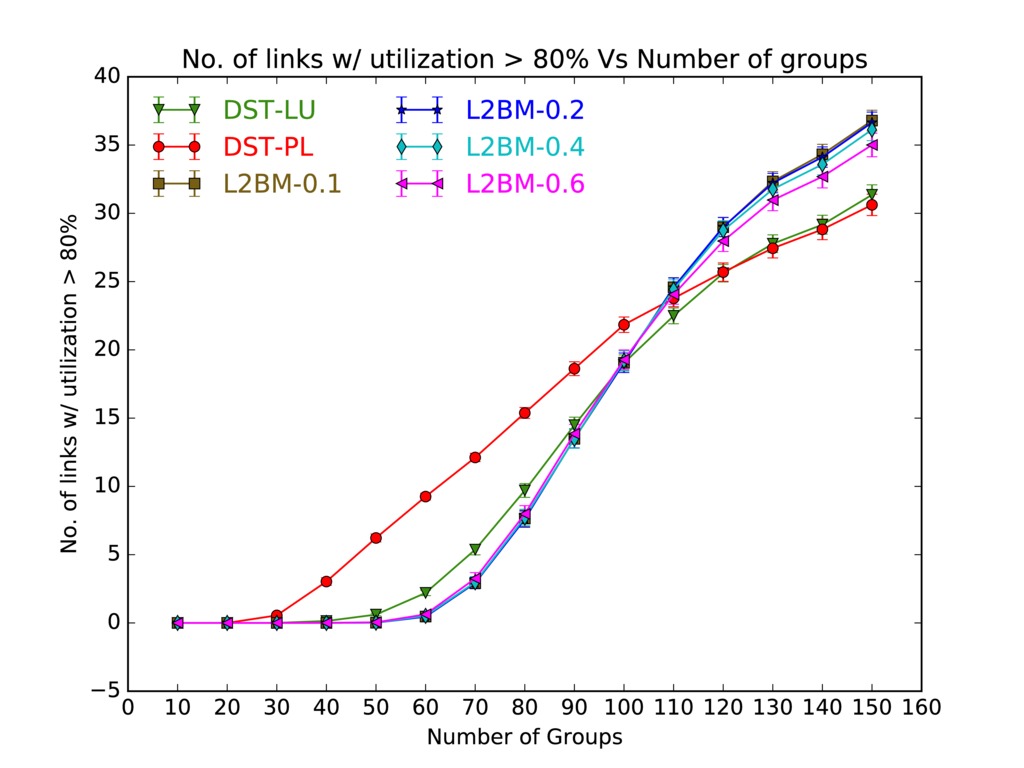 No. of links w/ utilization > 80% Vs Number of groups
40
35
30
25
20
15
10
5
0
−5
No. of links w/ utilization > 80%
DST-LU
DST-PL
L2BM-0.1
L2BM-0.2
L2BM-0.4
L2BM-0.6
0 10 20 30 40 50 60 70 80 90 100 110 120 130 140 150 160
Number of Groups